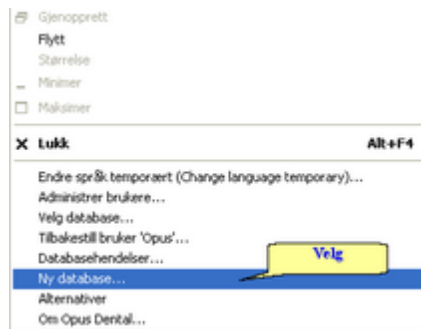 Gjenopprett
Flytt
Størrelse
Minimer
Maksimer
Lukk Alt+F4
Endre språk temporært (Change language temporary)...
Administrer brukere...
Velg database...
Tilbakestill bruker 'Opus'...
Databasehendelser...
Velg
Ny database...
Alternativer
Om Opus Dental...